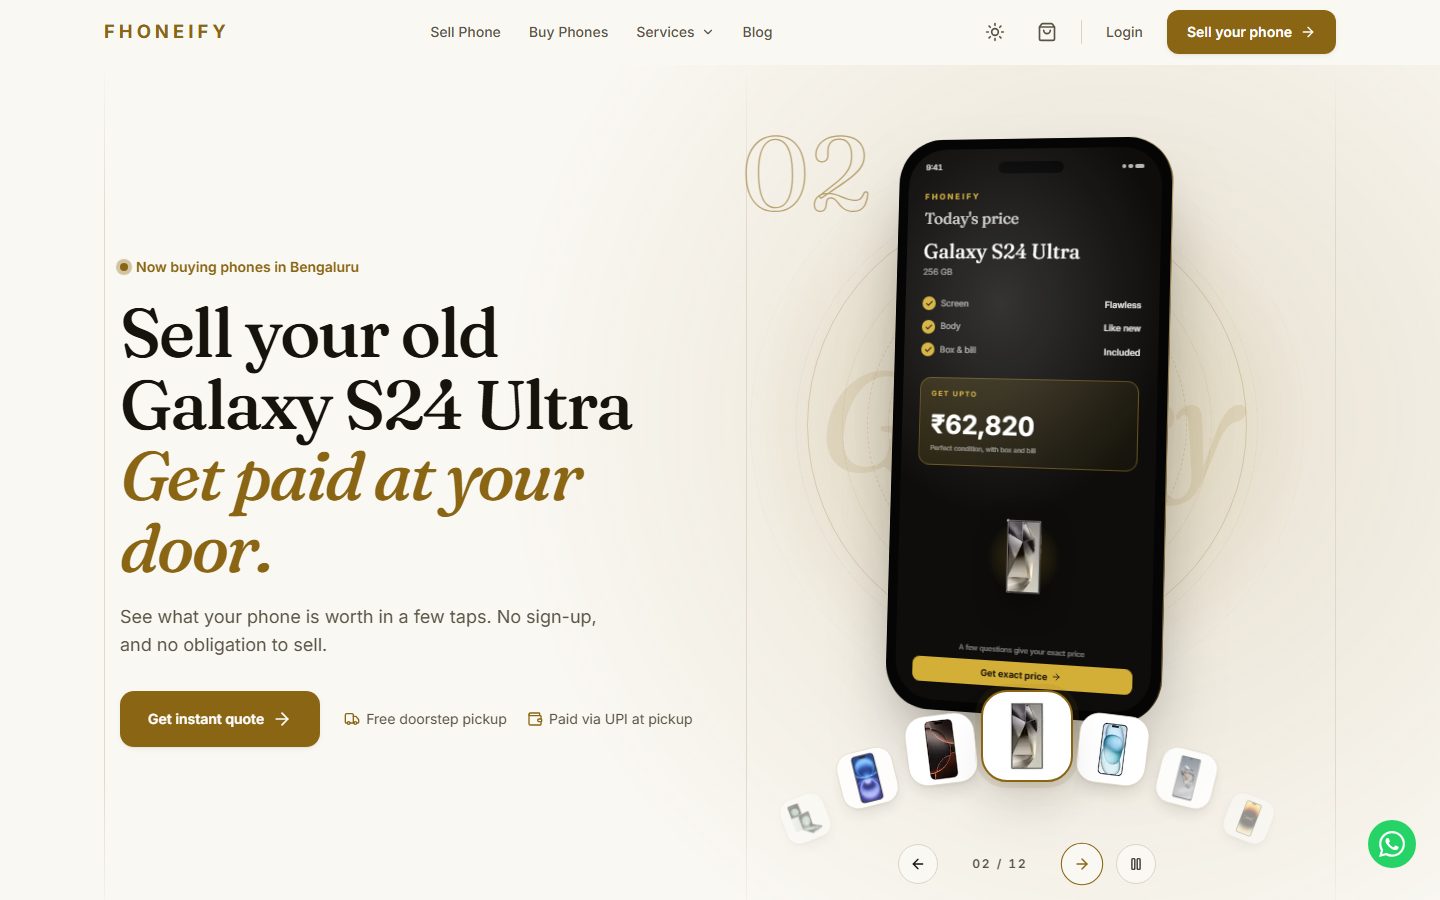 FHONEIFY
Sell Phone
Buy Phones
Services
Blog
Login
Sell your phone
02
Now buying phones in Bengaluru
Sell your old
Galaxy S24 Ultra
Get paid at your
door.
See what your phone is worth in a few taps. No sign-up,
and no obligation to sell.
Get instant quote
Free doorstep pickup
Paid via UPI at pickup
9:41
FHONEIFY
Today's price
Galaxy S24 Ultra
256 GB
Screen Flawless
Body Like new
Box & bill Included
GET UPTO
₹62,820
Perfect condition, with box and bill
A few questions give your exact price
Get exact price
02 / 12